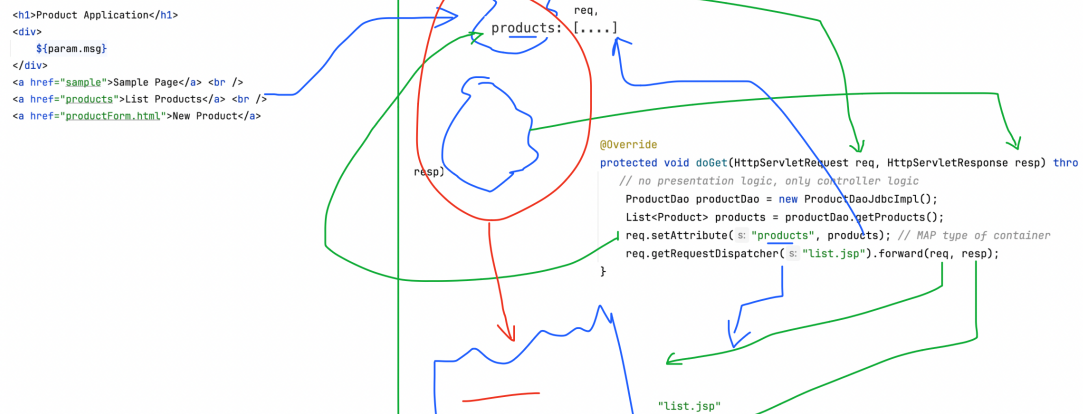 <h1>Product Application</h1>
<div>
${param.msg}
</div>
<a href="sample">Sample Page</a> <br />
<a href="products">List Products</a> <br />
<a href="productForm.html">New Product</a>
req,
products: [....]
resp)
@Override
protected void doGet(HttpServletRequest req, HttpServletResponse resp) thro
// no presentation logic, only controller logic
ProductDao productDao = new ProductDaoJdbcImpl();
List<Product> products = productDao.getProducts();
req.setAttribute( s: "products", products); // MAP type of container
req.getRequestDispatcher( s: "list.jsp").forward(req, resp);
}
"list.jsp"